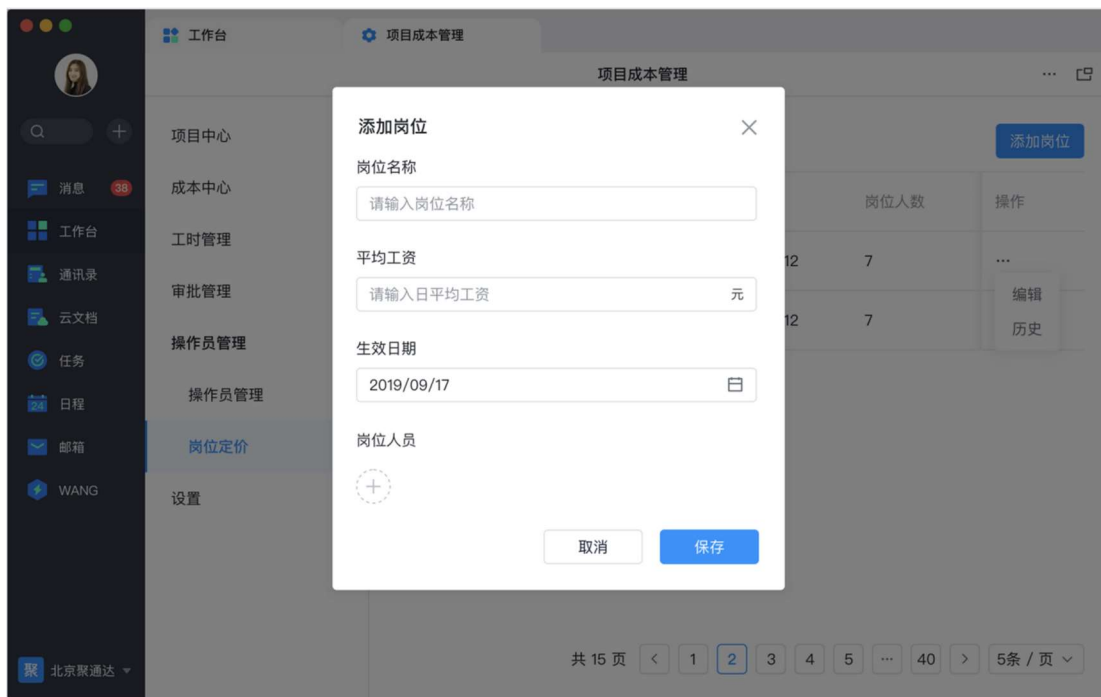 工作台
项目成本管理
项目成本管理
消息
38
工作台
通讯录
云文档
24
任务
日程
邮箱
WANG
聚
北京聚通达
项目中心
成本中心
工时管理
审批管理
操作员管理
操作员管理
岗位定价
设置
添加岗位
岗位人数
操作
12
7
...
编辑
12
7
历史
添加岗位
岗位名称
请输入岗位名称
平均工资
请输入日平均工资
元
生效日期
2019/09/17
岗位人员
取消
保存
共 15 页
<
1
2
3
4
5
...
40
>
5条 / 页